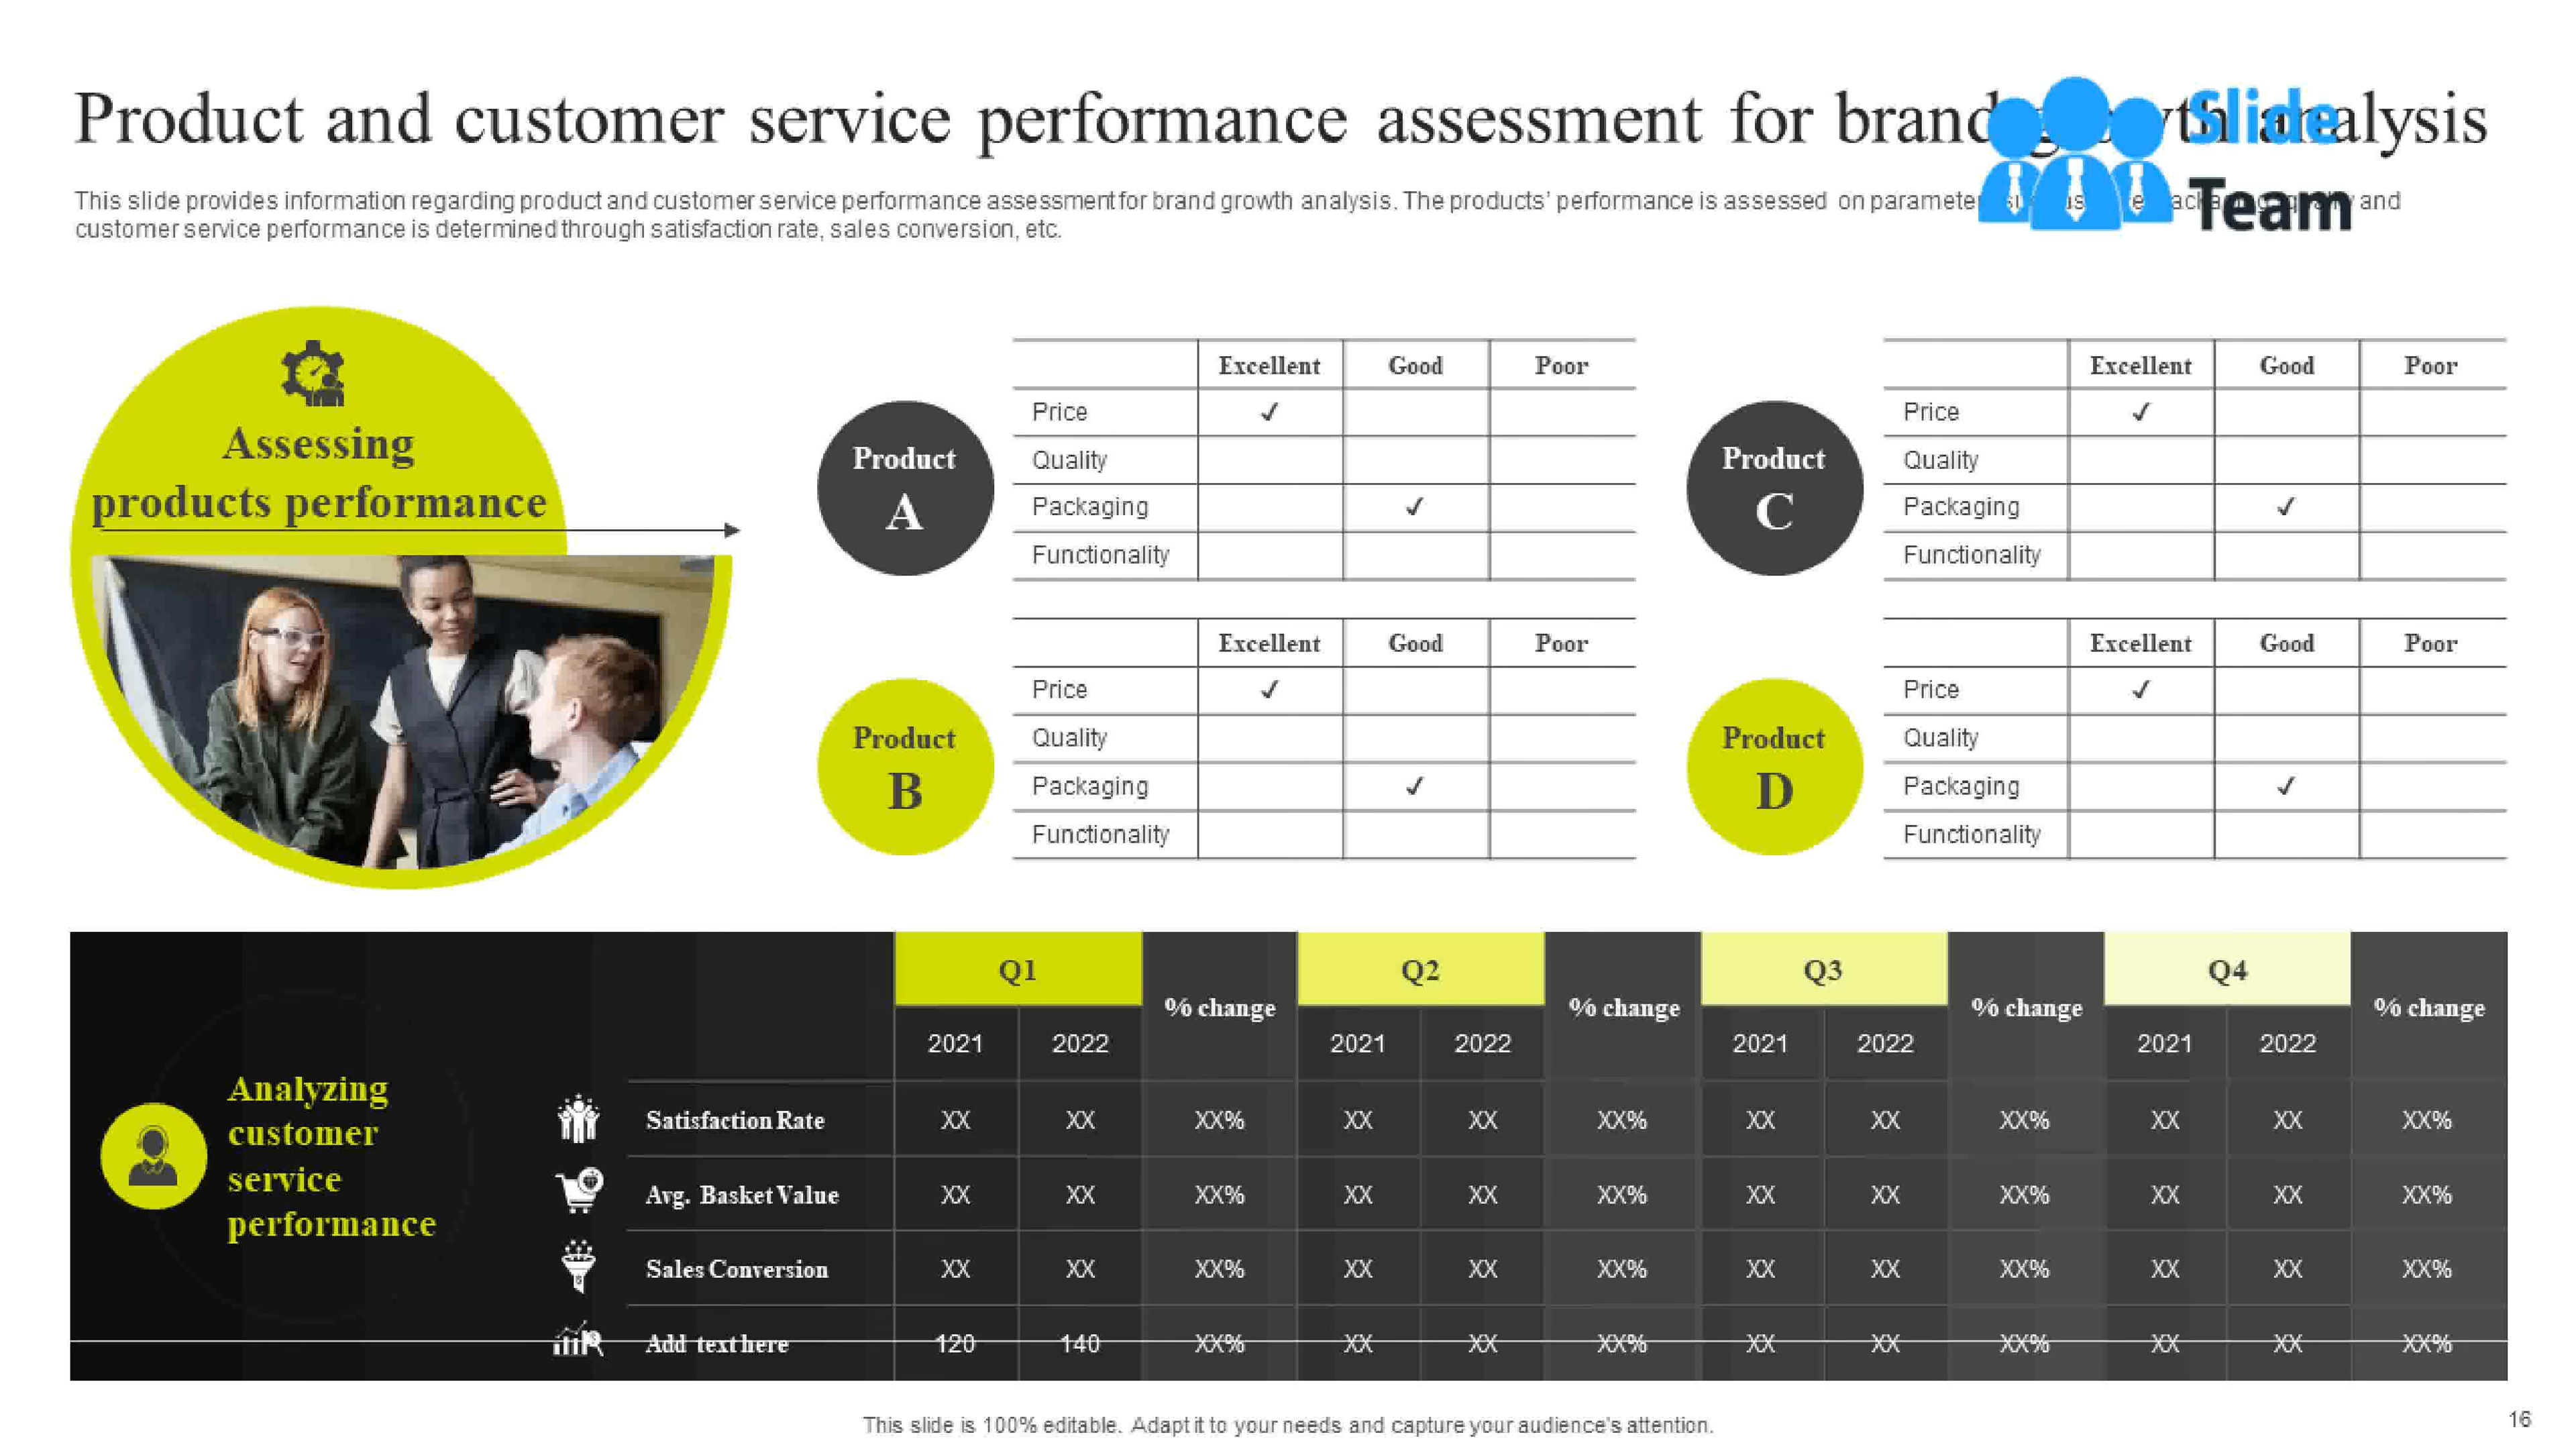 Product and customer service performance assessment for brand growth analysis
Slide
Team
This slide provides information regarding product and customer service performance assessment for brand growth analysis. The products' performance is assessed on and
customer service performance is determined through satisfaction rate, sales conversion, etc.
Assessing
products performance
Product
A
Excellent Good Poor
Price ✓
Quality
Packaging ✓
Functionality
Product
C
Excellent Good Poor
Price ✓
Quality
Packaging ✓
Functionality
Product
B
Excellent Good Poor
Price ✓
Quality
Packaging ✓
Functionality
Product
D
Excellent Good Poor
Price ✓
Quality
Packaging ✓
Functionality
Analyzing
customer
service
performance
Q1 % change Q2 % change Q3 % change Q4 % change
2021 2022 2021 2022 2021 2022 2021 2022
Satisfaction Rate XX XX XX% XX XX XX% XX XX XX% XX XX XX%
Avg. Basket Value XX XX XX% XX XX XX% XX XX XX% XX XX XX%
Sales Conversion XX XX XX% XX XX XX% XX XX XX% XX XX XX%
Add text here 120 140 XX% XX XX XX% XX XX XX% XX XX XX%
This slide is 100% editable. Adapt it to your needs and capture your audience's attention.
16